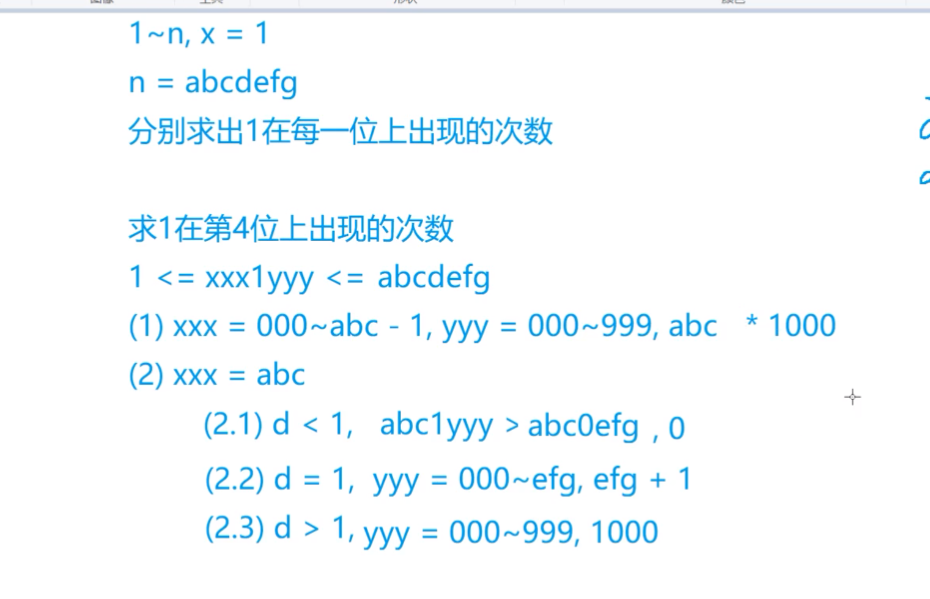 1~n, x = 1
n = abcdefg
分别求出1在每一位上出现的次数
求1在第4位上出现的次数
1 <= xxx1yyy <= abcdefg
(1) xxx = 000~abc - 1, yyy = 000~999, abc * 1000
(2) xxx = abc
(2.1) d < 1, abc1yyy > abc0efg , 0
(2.2) d = 1, yyy = 000~efg, efg + 1
(2.3) d > 1, yyy = 000~999, 1000